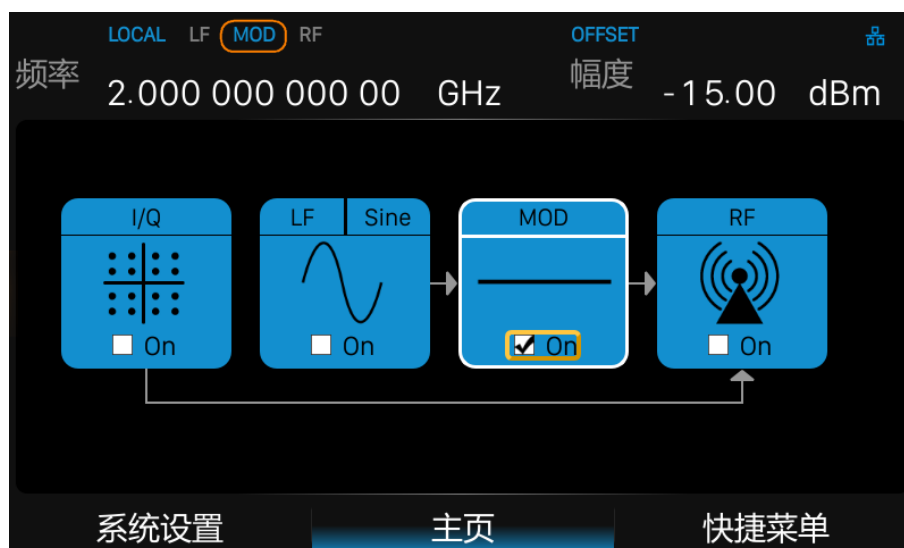 LOCAL LF MOD RF OFFSET
频率 2.000 000 000 00 GHz 幅度 -15.00 dBm
I/Q LF Sine MOD RF
On On On On
系统设置 主页 快捷菜单